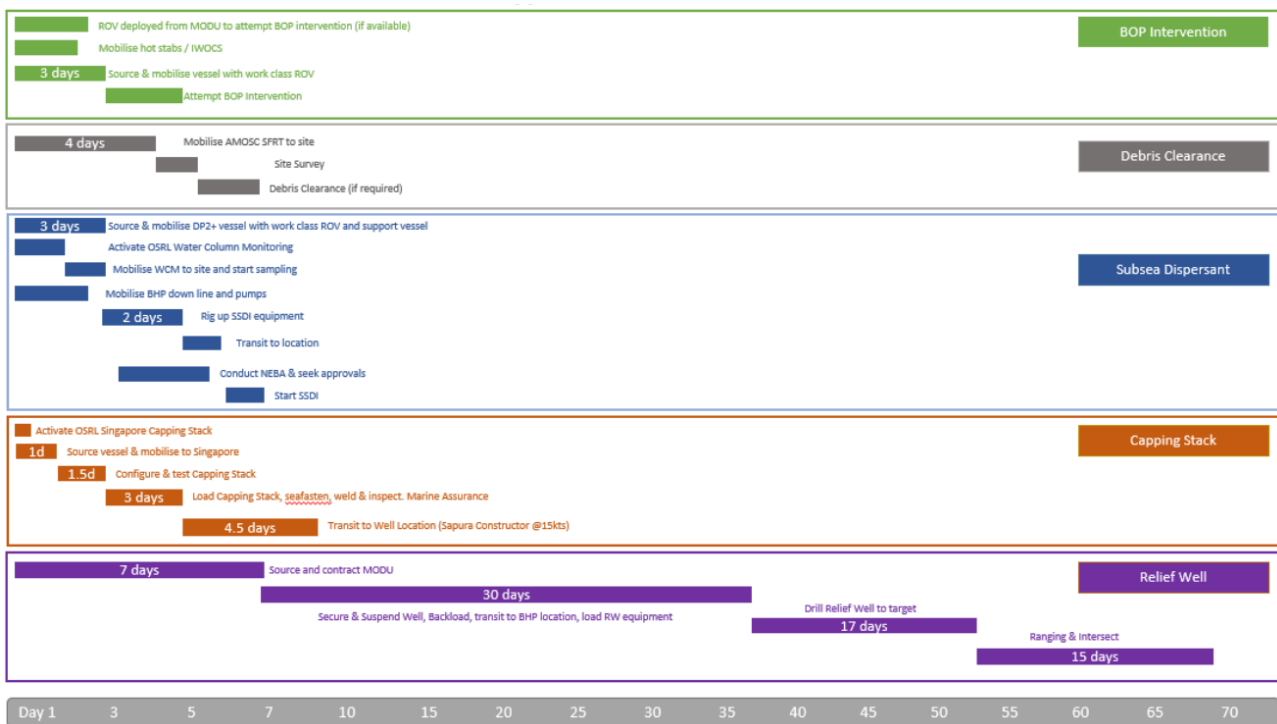 ROV deployed from MODU to attempt BOP intervention (if available)
BOP Intervention
Mobilise hot stabs / IWOCS
3 days Source & mobilise vessel with work class ROV
Attempt BOP Intervention
4 days Mobilise AMOSC SFRT to site
Debris Clearance
Site Survey
Debris Clearance (if required)
3 days Source & mobilise DP2+ vessel with work class ROV and support vessel
Activate OSRL Water Column Monitoring
Mobilise WCM to site and start sampling
Subsea Dispersant
Mobilise BHP down line and pumps
2 days Rig up SSDI equipment
Transit to location
Conduct NEBA & seek approvals
Start SSDI
Activate OSRL Singapore Capping Stack
Capping Stack
1d Source vessel & mobilise to Singapore
1.5d Configure & test Capping Stack
3 days Load Capping Stack, seafasten, weld & inspect. Marine Assurance
4.5 days Transit to Well Location (Sapura Constructor @15kts)
7 days Source and contract MODU
Relief Well
30 days
Secure & Suspend Well, Backload, transit to BHP location, load RW equipment
Drill Relief Well to target
17 days
Ranging & Intersect
15 days
Day 1 3 5 7 10 15 20 25 30 35 40 45 50 55 60 65 70